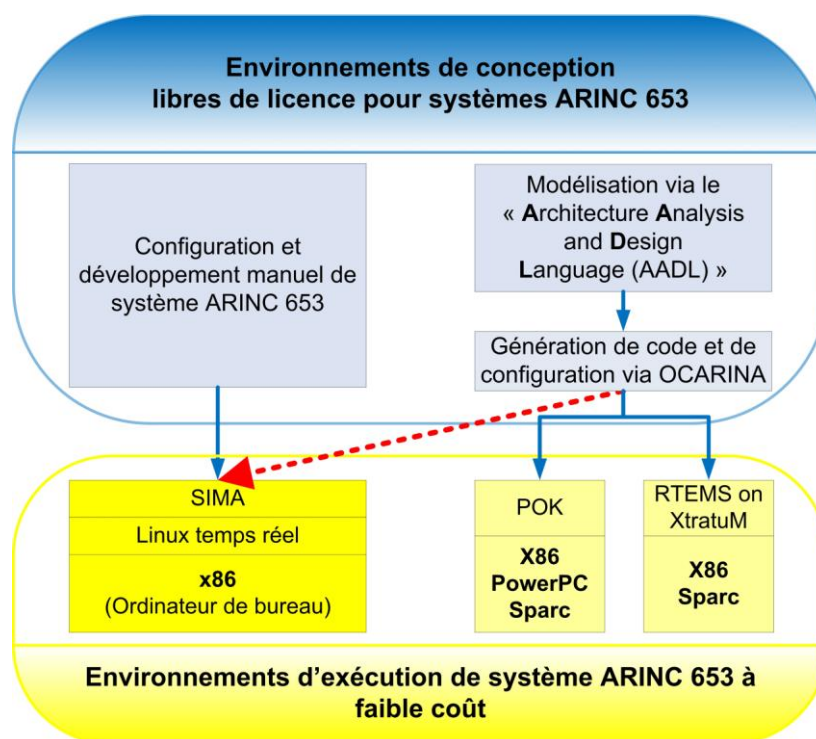 Environnements de conception
libres de licence pour systèmes ARINC 653
Configuration et
développement manuel de
système ARINC 653
Modélisation via le
« Architecture Analysis
and Design
Language (AADL) »
Génération de code et de
configuration via OCARINA
SIMA
Linux temps réel
x86
(Ordinateur de bureau)
POK
X86
PowerPC
Sparc
RTEMS on
XtratuM
X86
Sparc
Environnements d’exécution de système ARINC 653 à
faible coût